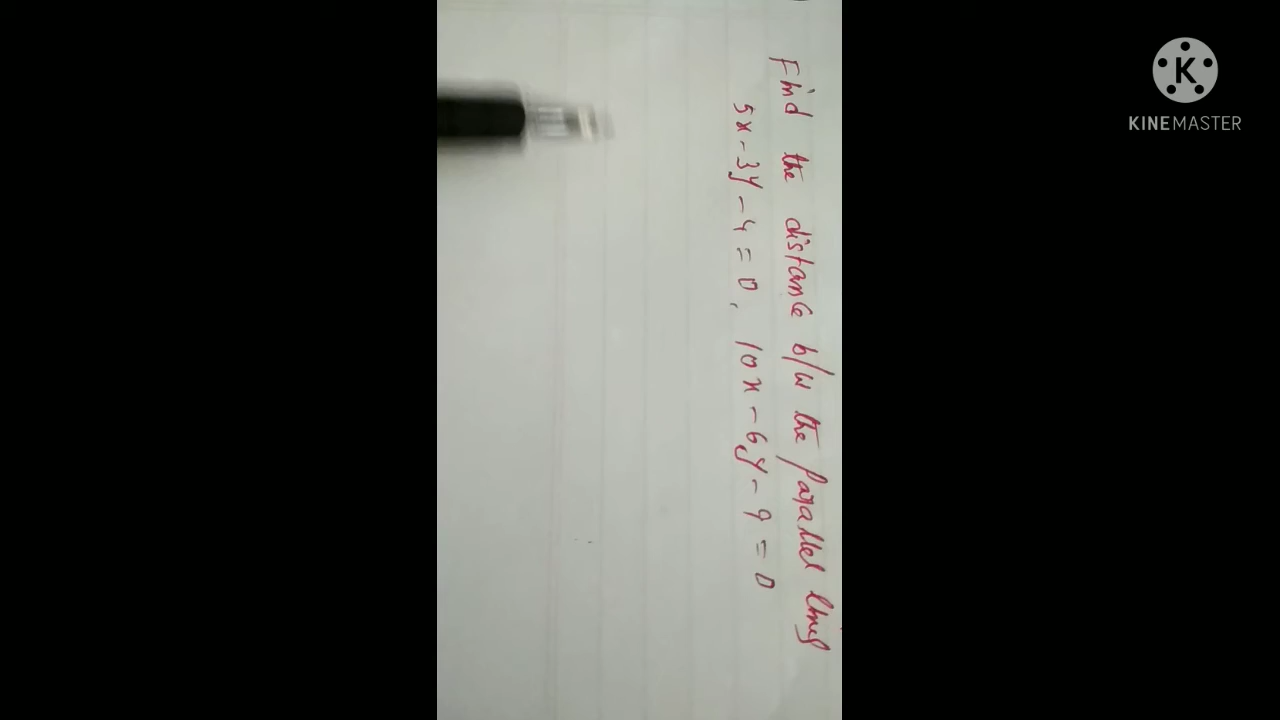 Find the distance b/w the parallel lines
5x - 3y - 4 = 0, 10x - 6y - 9 = 0
K
KINEMASTER